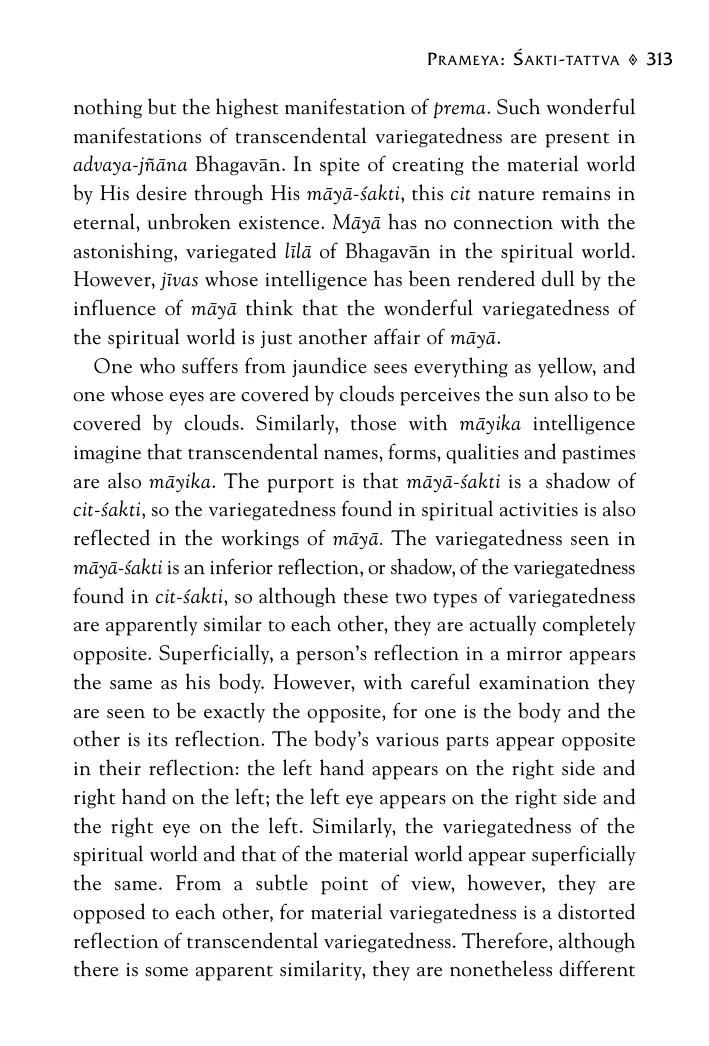 Prameya: Śakti-tattva ◈ 313
nothing but the highest manifestation of prema. Such wonderful
manifestations of transcendental variegatedness are present in
advaya-jñāna Bhagavān. In spite of creating the material world
by His desire through His māyā-śakti, this cit nature remains in
eternal, unbroken existence. Māyā has no connection with the
astonishing, variegated līlā of Bhagavān in the spiritual world.
However, jīvas whose intelligence has been rendered dull by the
influence of māyā think that the wonderful variegatedness of
the spiritual world is just another affair of māyā.
One who suffers from jaundice sees everything as yellow, and
one whose eyes are covered by clouds perceives the sun also to be
covered by clouds. Similarly, those with māyika intelligence
imagine that transcendental names, forms, qualities and pastimes
are also māyika. The purport is that māyā-śakti is a shadow of
cit-śakti, so the variegatedness found in spiritual activities is also
reflected in the workings of māyā. The variegatedness seen in
māyā-śakti is an inferior reflection, or shadow, of the variegatedness
found in cit-śakti, so although these two types of variegatedness
are apparently similar to each other, they are actually completely
opposite. Superficially, a person's reflection in a mirror appears
the same as his body. However, with careful examination they
are seen to be exactly the opposite, for one is the body and the
other is its reflection. The body's various parts appear opposite
in their reflection: the left hand appears on the right side and
right hand on the left; the left eye appears on the right side and
the right eye on the left. Similarly, the variegatedness of the
spiritual world and that of the material world appear superficially
the same. From a subtle point of view, however, they are
opposed to each other, for material variegatedness is a distorted
reflection of transcendental variegatedness. Therefore, although
there is some apparent similarity, they are nonetheless different